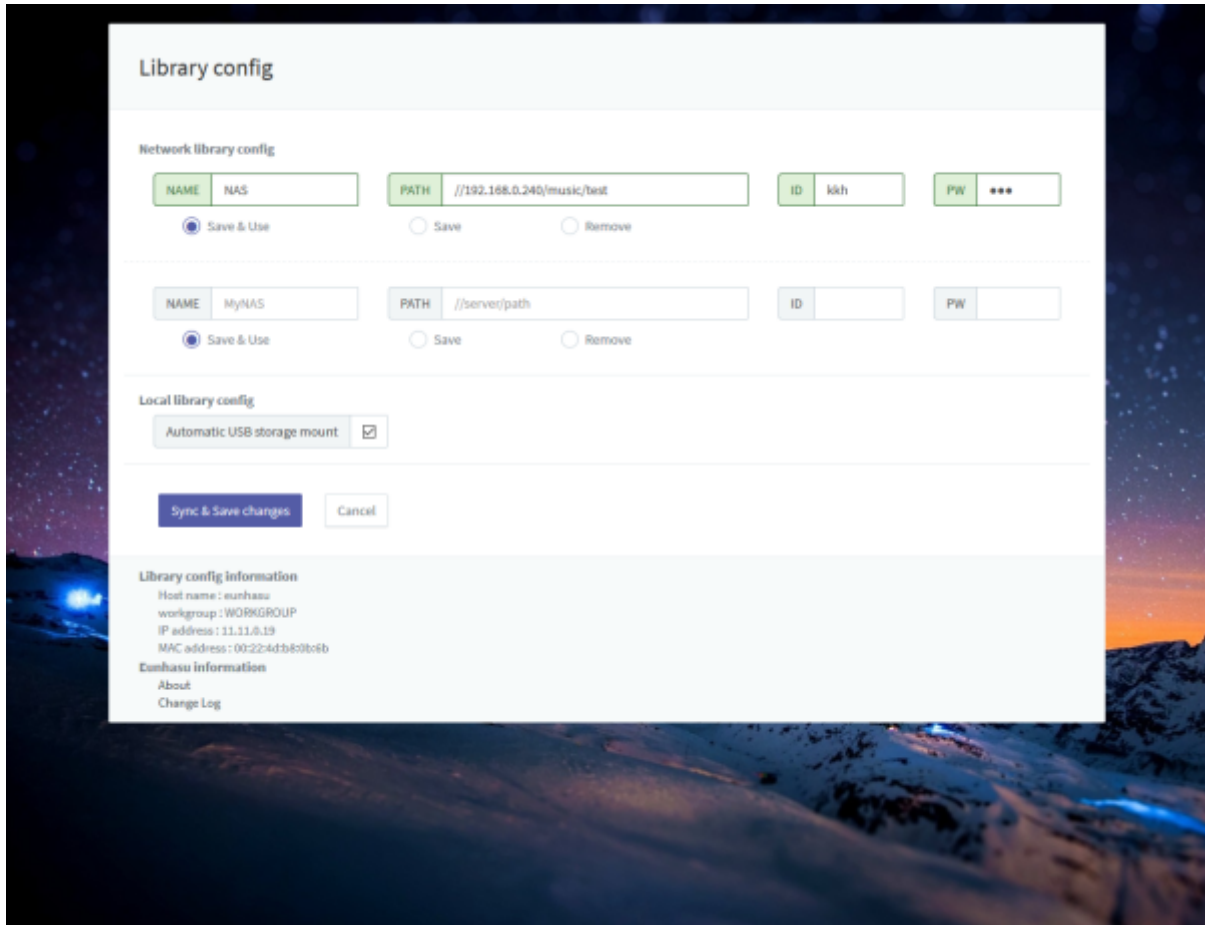 Library config
Network library config
NAME NAS PATH //192.168.0.240/music/test ID kkh PW •••
Save & Use Save Remove
NAME MyNAS PATH //server/path ID PW
Save & Use Save Remove
Local library config
Automatic USB storage mount
Sync & Save changes Cancel
Library config information
Host name : eunhasu
workgroup : WORKGROUP
IP address : 11.11.0.19
MAC address : 00:22:4d:b8:0b:6b
Eunhasu information
About
Change Log